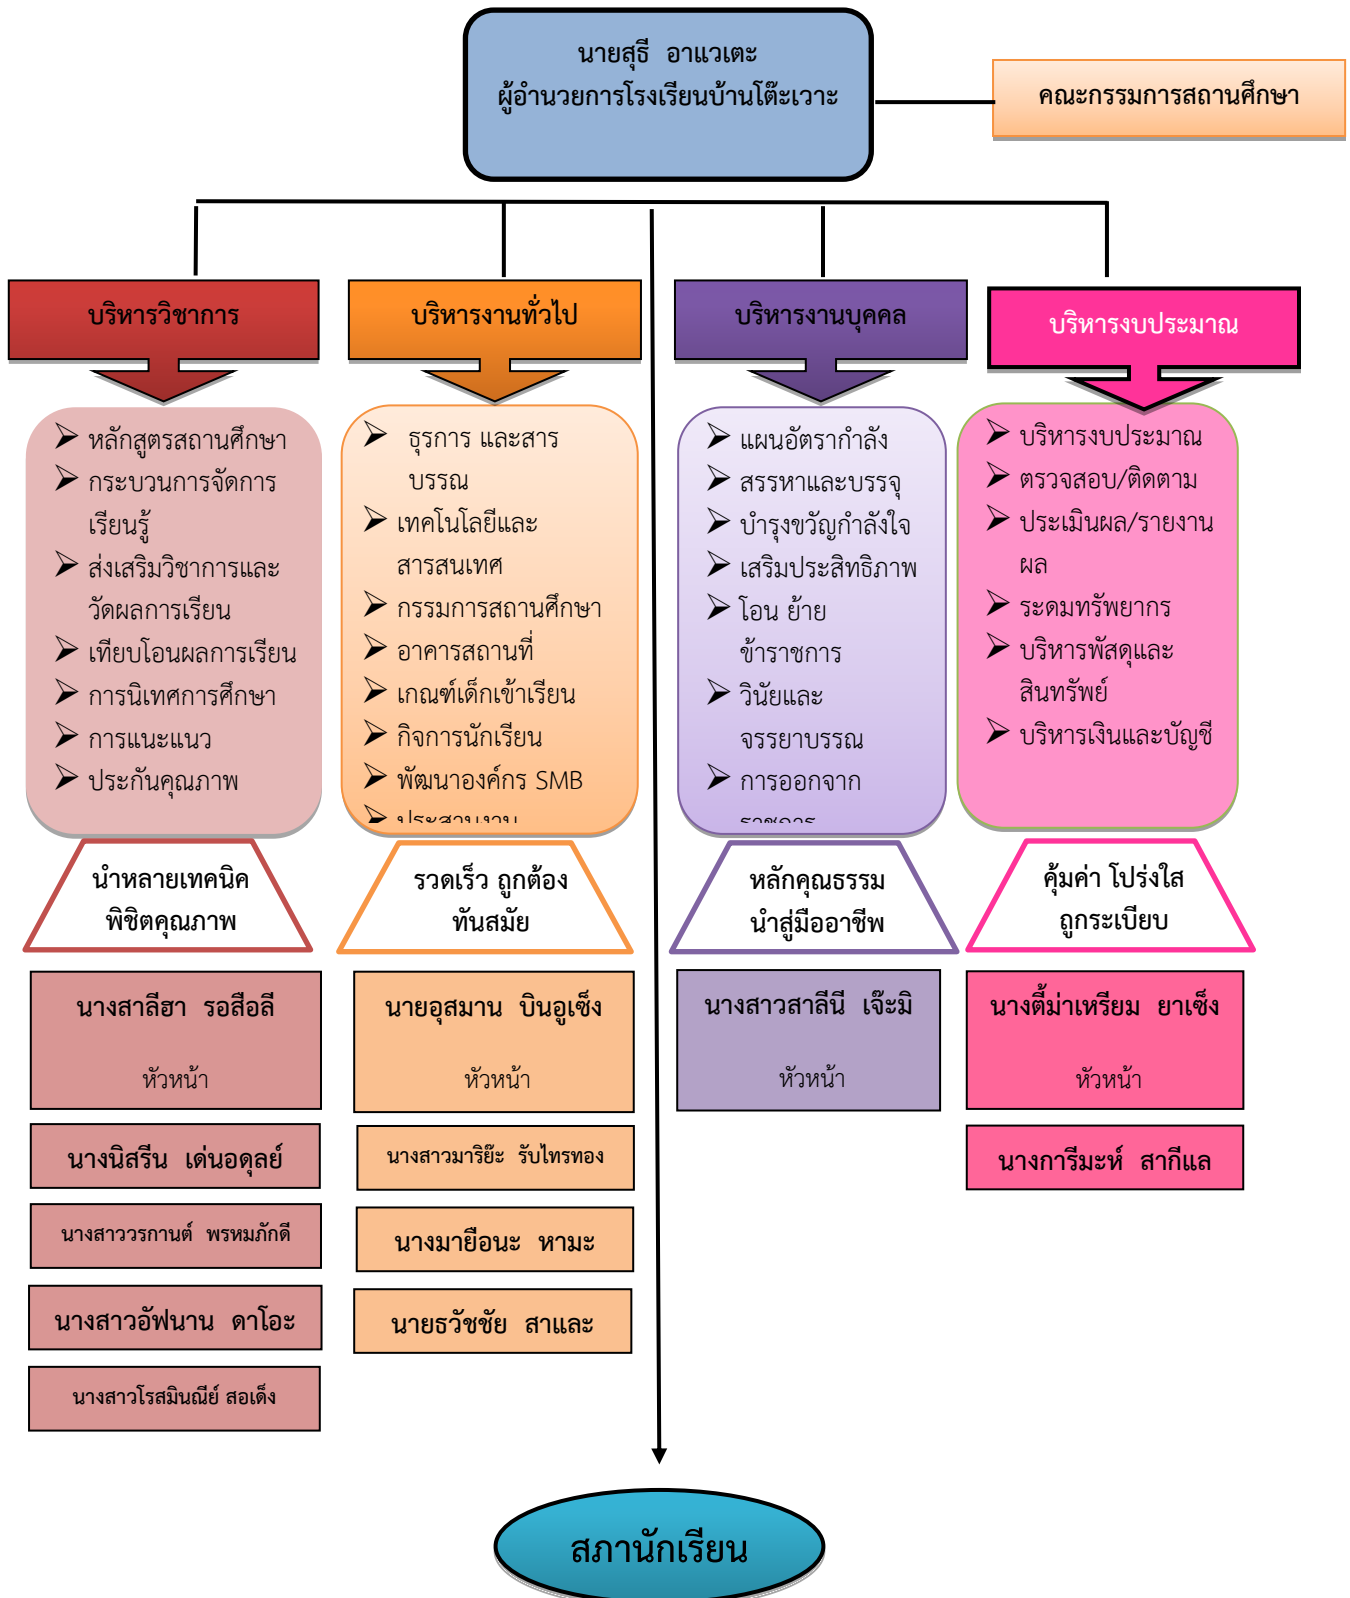 นายสุธี อาแวเตะ
ผู้อำนวยการโรงเรียนบ้านโต๊ะเวาะ
คณะกรรมการสถานศึกษา
บริหารวิชาการ
บริหารงานทั่วไป
บริหารงานบุคคล
บริหารงบประมาณ
หลักสูตรสถานศึกษา
กระบวนการจัดการ
เรียนรู้
ส่งเสริมวิชาการและ
วัดผลการเรียน
เทียบโอนผลการเรียน
การนิเทศการศึกษา
การแนะแนว
ประกันคุณภาพ
ธุรการ และสาร
บรรณ
เทคโนโลยีและ
สารสนเทศ
กรรมการสถานศึกษา
อาคารสถานที่
เกณฑ์เด็กเข้าเรียน
กิจการนักเรียน
พัฒนาองค์กร SMB
ประสานงาน
แผนอัตรากำลัง
สรรหาและบรรจุ
บำรุงขวัญกำลังใจ
เสริมประสิทธิภาพ
โอน ย้าย
ข้าราชการ
วินัยและ
จรรยาบรรณ
การออกจาก
ราชการ
บริหารงบประมาณ
ตรวจสอบ/ติดตาม
ประเมินผล/รายงาน
ผล
ระดมทรัพยากร
บริหารพัสดุและ
สินทรัพย์
บริหารเงินและบัญชี
นำหลายเทคนิค
พิชิตคุณภาพ
รวดเร็ว ถูกต้อง
ทันสมัย
หลักคุณธรรม
นำสู่มืออาชีพ
คุ้มค่า โปร่งใส
ถูกระเบียบ
นางสาลีฮา รอสือลี
หัวหน้า
นางนิสรีน เด่นอดุลย์
นางสาววรกานต์ พรหมภักดี
นางสาวอัฟนาน ดาโอะ
นางสาวโรสมินณีย์ สอเด็ง
นายอุสมาน บินอูเซ็ง
หัวหน้า
นางสาวมาริย๊ะ รับไทรทอง
นางมายือนะ หามะ
นายธวัชชัย สาและ
นางสาวสาลีนี เจ๊ะมิ
หัวหน้า
นางตี้ม่าเหรียม ยาเซ็ง
หัวหน้า
นางการีมะห์ สากีแล
สภานักเรียน